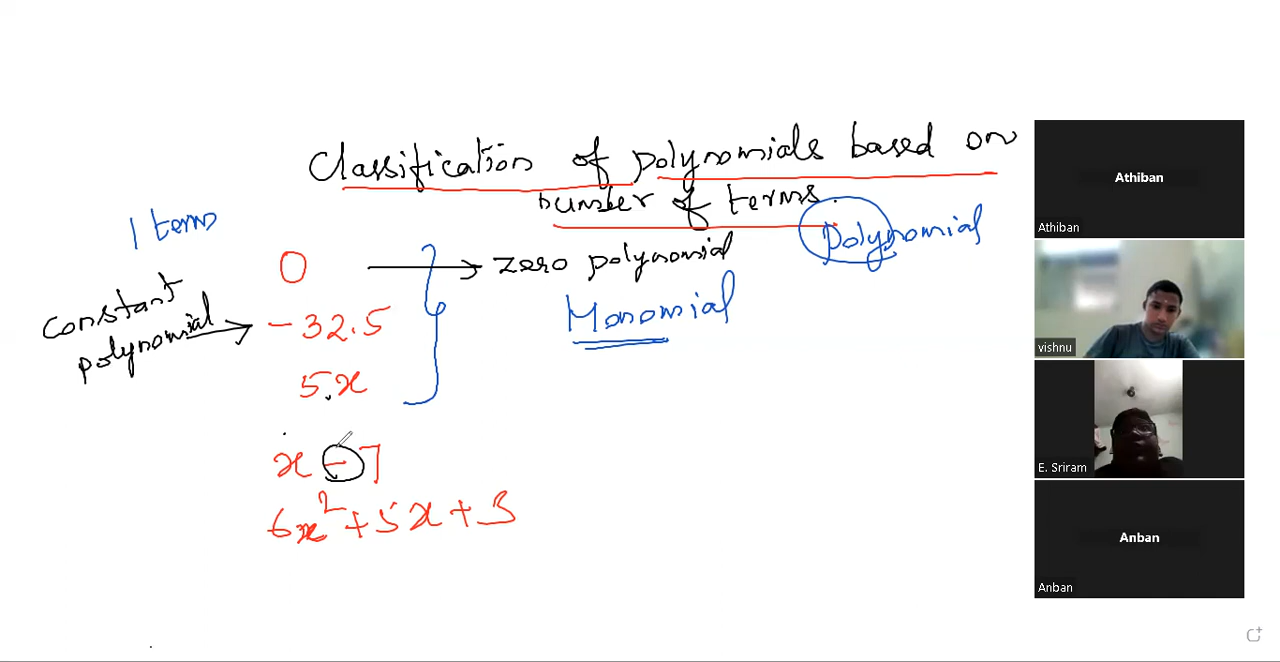 Classification of polynomials based on
number of terms.
1 term
polynomial
0 → zero polynomial
constant
polynomial → - 32.5
Monomial
5.x
x - 7
6x² + 5x + 3
Athiban
Athiban
vishnu
E. Sriram
Anban
Anban